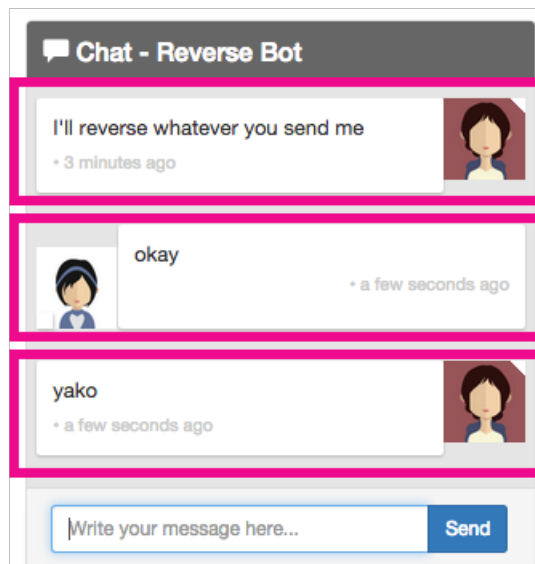 Chat - Reverse Bot
I'll reverse whatever you send me
• 3 minutes ago
okay
• a few seconds ago
yako
• a few seconds ago
Write your message here...
Send